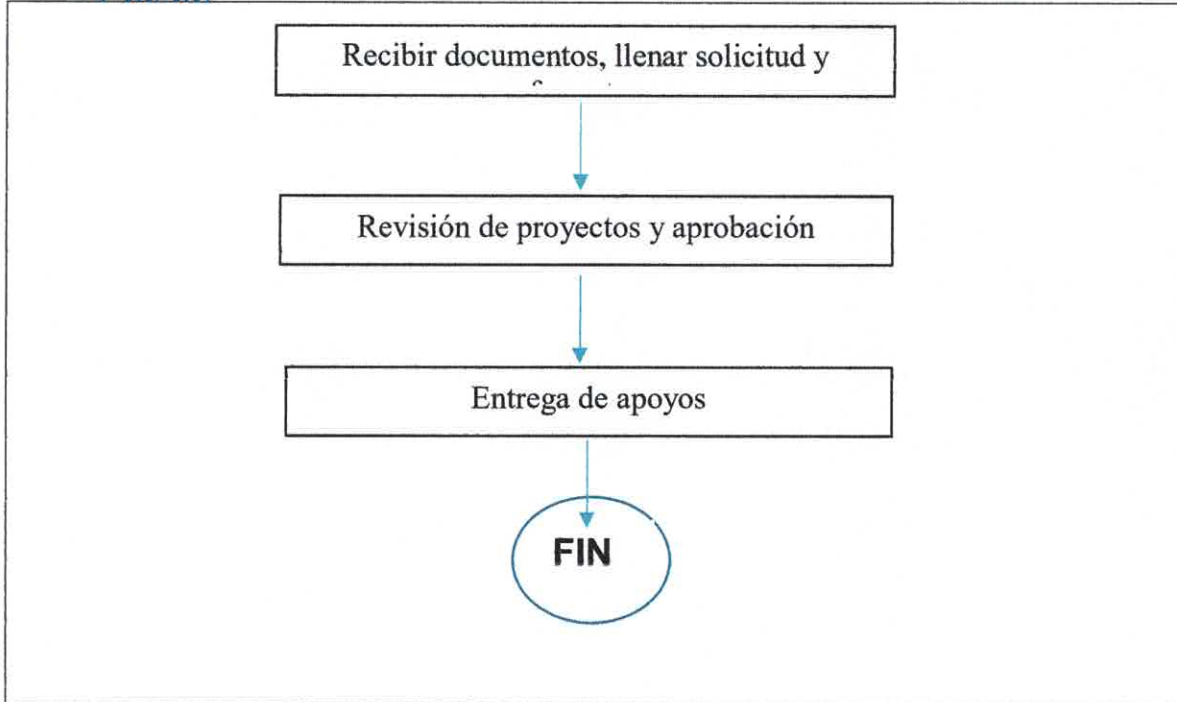 Recibir documentos, llenar solicitud y
Revisión de proyectos y aprobación
Entrega de apoyos
FIN